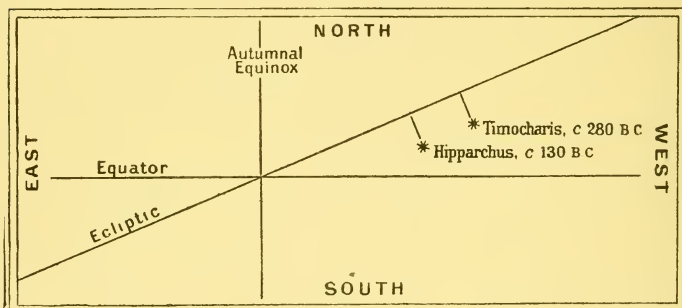 NORTH
Autumnal
Equinox
Timocharis, c 280 B C
Hipparchus, c 130 B C
EAST
WEST
Equator
Ecliptic
SOUTH